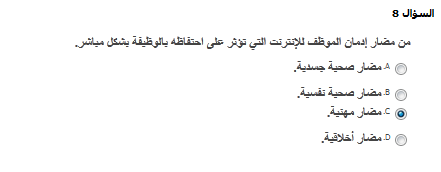 السؤال 8
من مضار إدمان الموظف للإنترنت التي تؤثر على احتفاظه بالوظيفة بشكل مباشر.
A. مضار صحية جسدية.
B. مضار صحية نفسية.
C. مضار مهنية.
D. مضار أخلاقية.